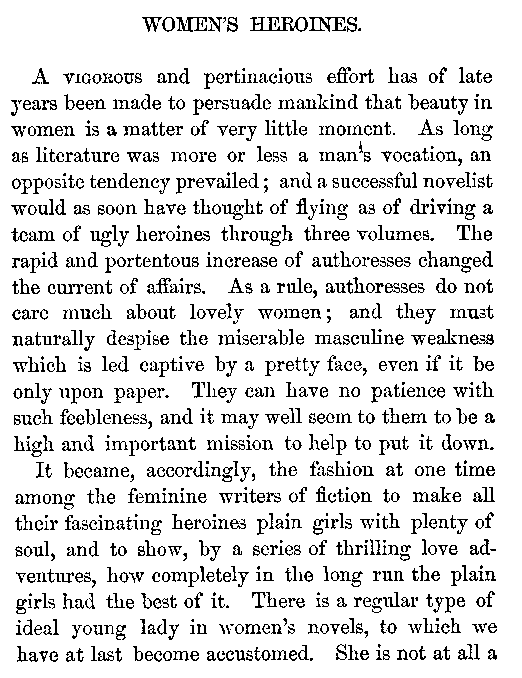 WOMEN'S HEROINES.
A VIGOROUS and pertinacious effort has of late
years been made to persuade mankind that beauty in
women is a matter of very little moment. As long
as literature was more or less a man's vocation, an
opposite tendency prevailed; and a successful novelist
would as soon have thought of flying as of driving a
team of ugly heroines through three volumes. The
rapid and portentous increase of authoresses changed
the current of affairs. As a rule, authoresses do not
care much about lovely women; and they must
naturally despise the miserable masculine weakness
which is led captive by a pretty face, even if it be
only upon paper. They can have no patience with
such feebleness, and it may well seem to them to be a
high and important mission to help to put it down.
It became, accordingly, the fashion at one time
among the feminine writers of fiction to make all
their fascinating heroines plain girls with plenty of
soul, and to show, by a series of thrilling love ad-
ventures, how completely in the long run the plain
girls had the best of it. There is a regular type of
ideal young lady in women's novels, to which we
have at last become accustomed. She is not at all a